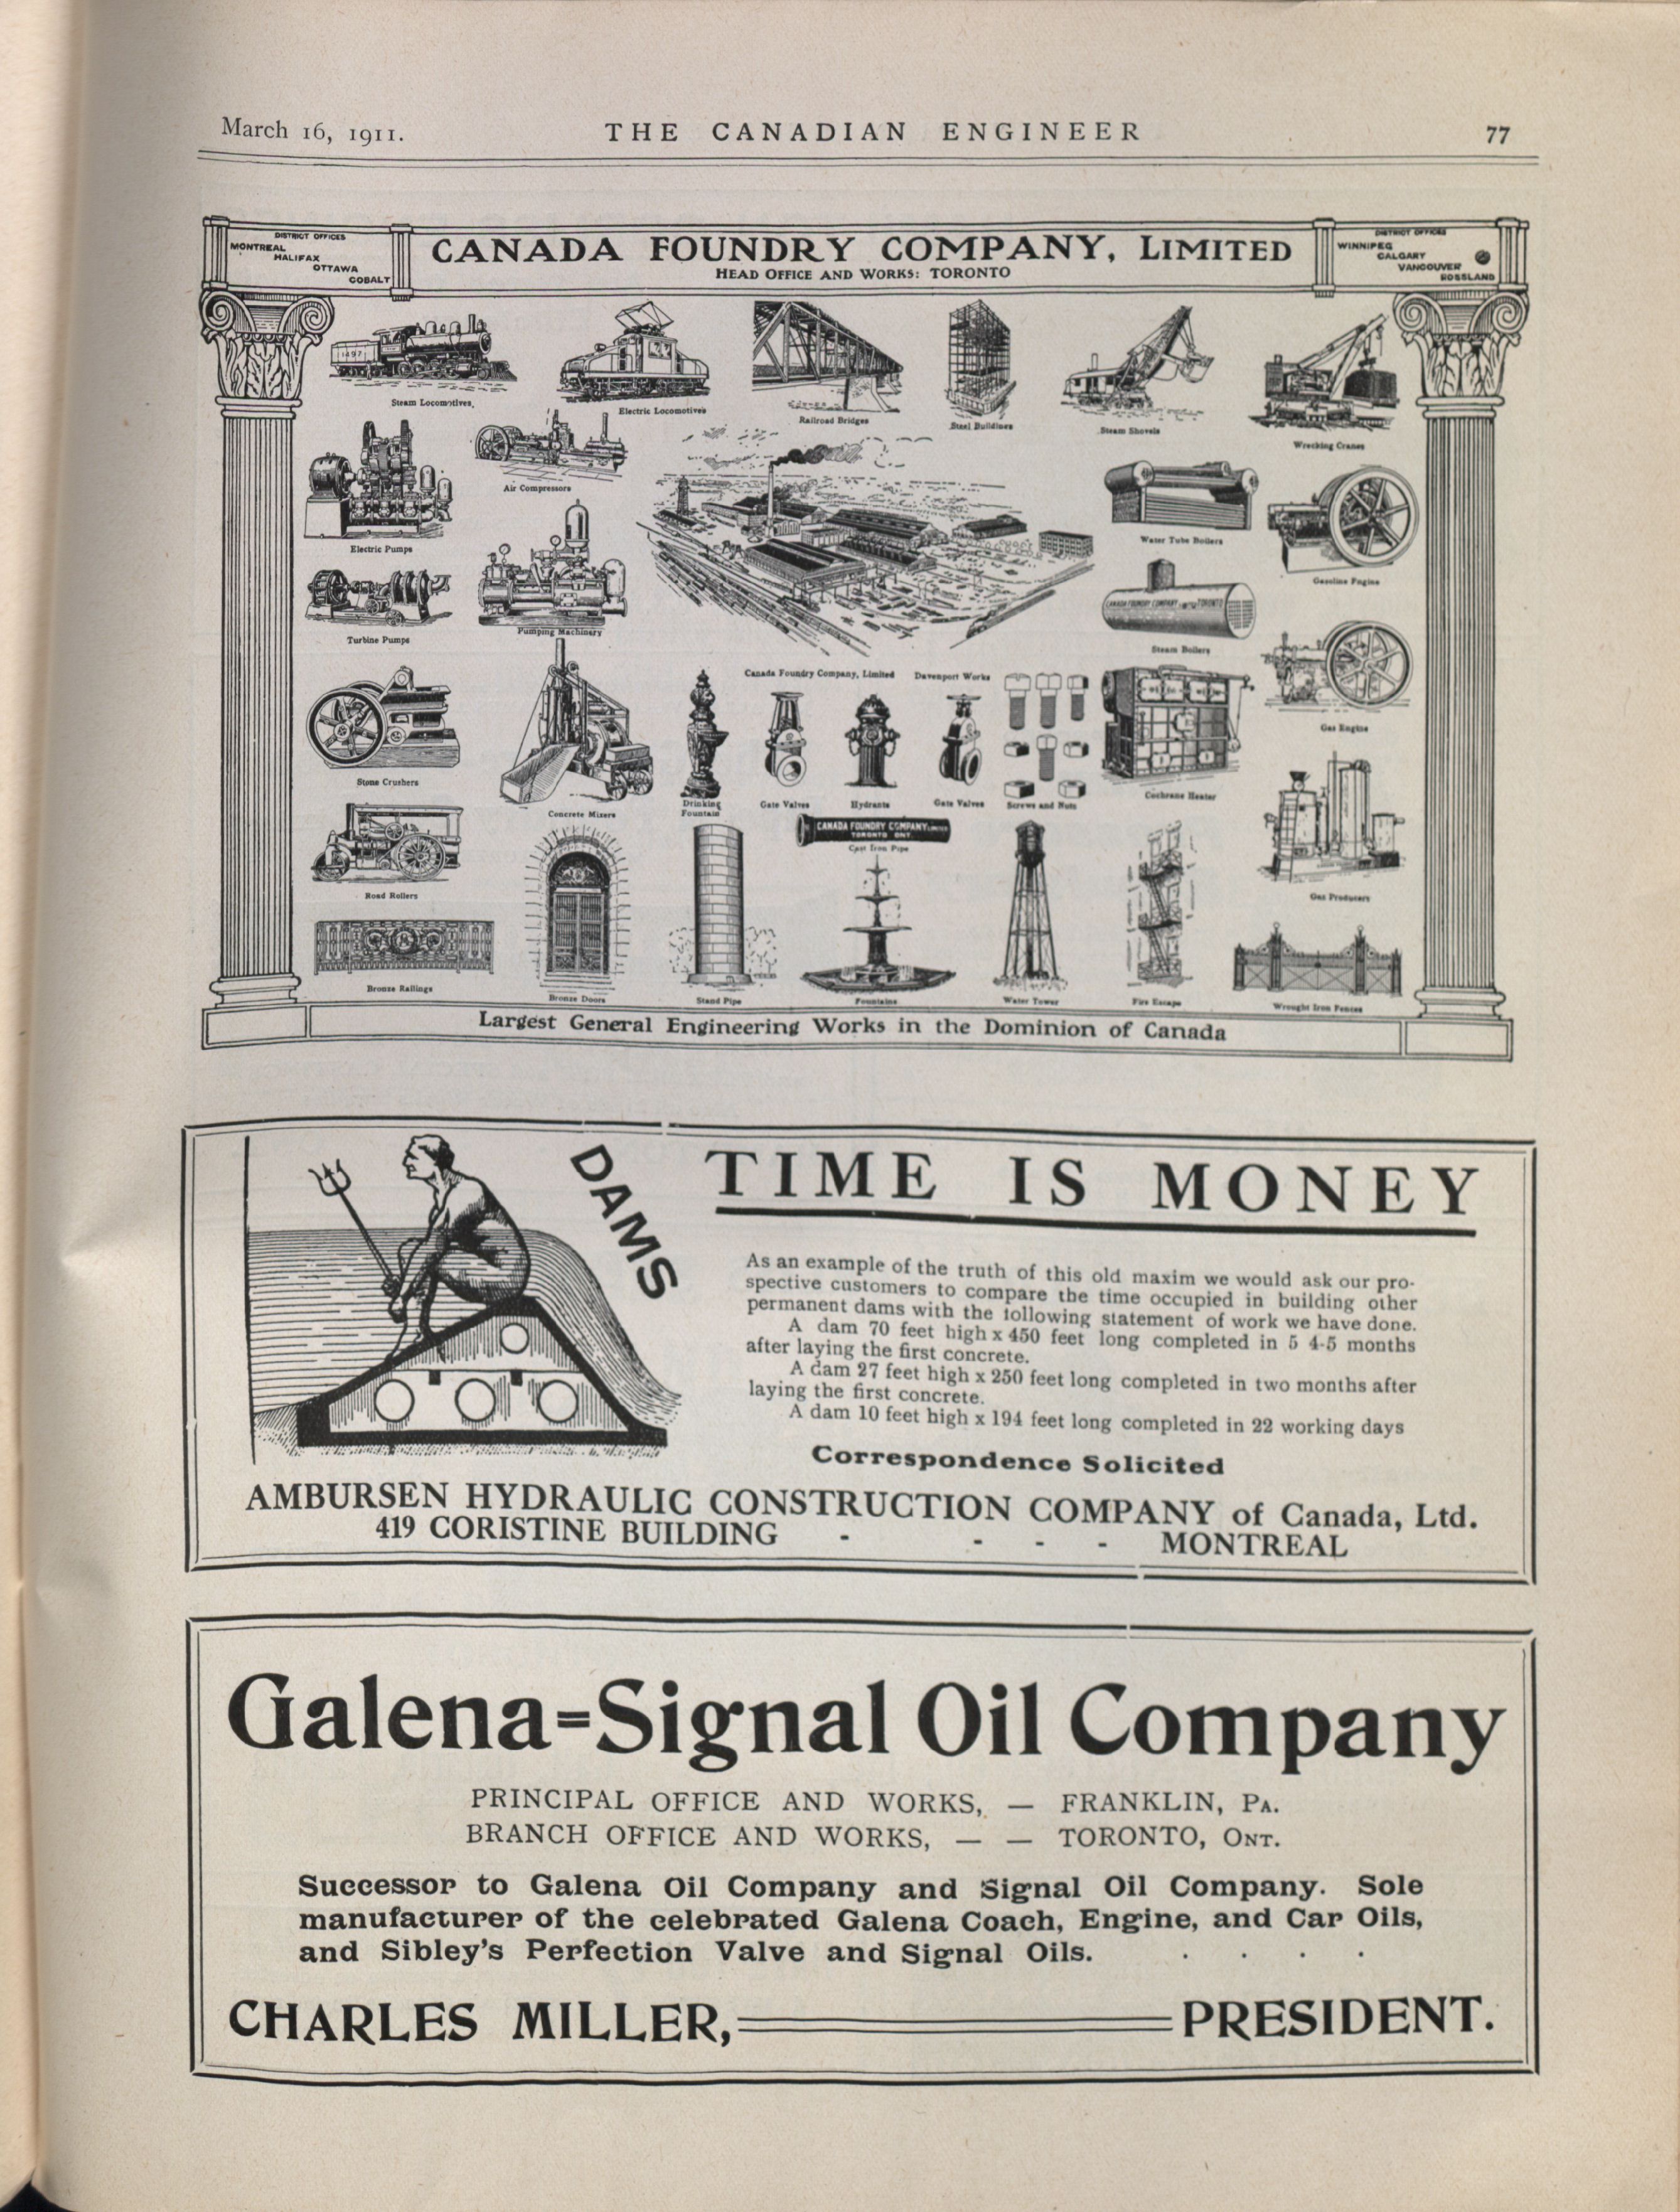 March 16, 1911.
THE CANADIAN ENGINEER
77
DISTRICT OFFICES
MONTREAL
HALIFAX
OTTAWA
COBALT
CANADA FOUNDRY COMPANY, LIMITED
HEAD OFFICE AND WORKS: TORONTO
DISTRICT OFFICES
WINNIPEG
CALGARY
VANCOUVER
ROSSLAND
1497
Steam Locomotives,
Electric Locomotives
Railroad Bridges
Steel Buildings
Steam Shovels
Wrecking Cranes
Air Compressors
Electric Pumps
Water Tube Boilers
Gasoline Engine
Turbine Pumps
Pumping Machinery
CANADA FOUNDRY COMPANY TORONTO
Steam Boilers
Canada Foundry Company, Limited
Davenport Works
Gas Engine
Stone Crushers
Concrete Mixers
Drinking
Fountain
Gate Valves
Hydrants
Gate Valves
Screws and Nuts
Cochrane Heater
CANADA FOUNDRY COMPANY LIMITED
TORONTO ONT
Cast Iron Pipe
Road Rollers
Gas Producers
Bronze Railings
Bronze Doors
Stand Pipe
Fountains
Water Tower
Fire Escape
Wrought Iron Fences
Largest General Engineering Works in the Dominion of Canada
DAMS
TIME IS MONEY
As an example of the truth of this old maxim we would ask our pro-
spective customers to compare the time occupied in building other
permanent dams with the following statement of work we have done.
A dam 70 feet high x 450 feet long completed in 5 4-5 months
after laying the first concrete.
A dam 27 feet high x 250 feet long completed in two months after
laying the first concrete.
A dam 10 feet high x 194 feet long completed in 22 working days
Correspondence Solicited
AMBURSEN HYDRAULIC CONSTRUCTION COMPANY of Canada, Ltd.
419 CORISTINE BUILDING - - - - MONTREAL
Galena=Signal Oil Company
PRINCIPAL OFFICE AND WORKS, — FRANKLIN, PA.
BRANCH OFFICE AND WORKS, — — TORONTO, ONT.
Successor to Galena Oil Company and Signal Oil Company. Sole
manufacturer of the celebrated Galena Coach, Engine, and Car Oils,
and Sibley's Perfection Valve and Signal Oils. . . . .
CHARLES MILLER, PRESIDENT.